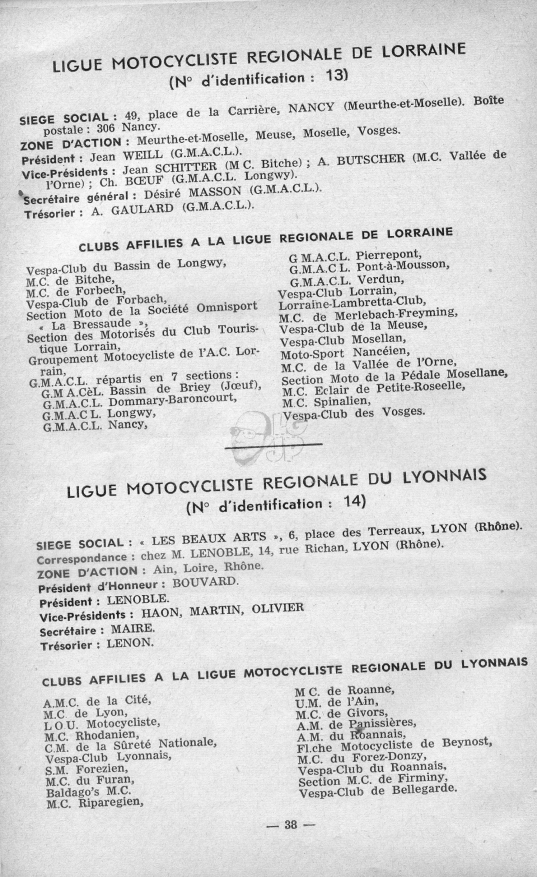 LIGUE MOTOCYCLISTE REGIONALE DE LORRAINE
(N° d'identification : 13)
SIEGE SOCIAL : 49, place de la Carrière, NANCY (Meurthe-et-Moselle). Boîte
postale : 306 Nancy.
ZONE D'ACTION : Meurthe-et-Moselle, Meuse, Moselle, Vosges.
Président : Jean WEILL (G.M.A.C.L.).
Vice-Présidents : Jean SCHITTER (M C. Bitche) ; A. BUTSCHER (M.C. Vallée de
l'Orne) ; Ch. BŒUF (G.M.A.C.L. Longwy).
Secrétaire général : Désiré MASSON (G.M.A.C.L.).
Trésorier : A. GAULARD (G.M.A.C.L.).
CLUBS AFFILIES A LA LIGUE REGIONALE DE LORRAINE
Vespa-Club du Bassin de Longwy,
M.C. de Bitche,
M.C. de Forbech,
Vespa-Club de Forbach,
Section Moto de la Société Omnisport
« La Bressaude »,
Section des Motorisés du Club Touris-
tique Lorrain,
Groupement Motocycliste de l'A.C. Lor-
rain,
G.M.A.C.L. répartis en 7 sections :
G.M A.CèL. Bassin de Briey (Jœuf),
G.M.A.C.L. Dommary-Baroncourt,
G.M.A.C L. Longwy,
G.M.A.C.L. Nancy,
G M.A.C.L. Pierrepont,
G.M.A.C L. Pont-à-Mousson,
G.M.A.C.L. Verdun,
Vespa-Club Lorrain,
Lorraine-Lambretta-Club,
M.C. de Merlebach-Freyming,
Vespa-Club de la Meuse,
Vespa-Club Mosellan,
Moto-Sport Nancéien,
M.C. de la Vallée de l'Orne,
Section Moto de la Pédale Mosellane,
M.C. Eclair de Petite-Roseelle,
M.C. Spinalien,
Vespa-Club des Vosges.
LIGUE MOTOCYCLISTE REGIONALE DU LYONNAIS
(N° d'identification : 14)
SIEGE SOCIAL : « LES BEAUX ARTS », 6, place des Terreaux, LYON (Rhône).
Correspondance : chez M. LENOBLE, 14, rue Richan, LYON (Rhône).
ZONE D'ACTION : Ain, Loire, Rhône.
Président d'Honneur : BOUVARD.
Président : LENOBLE.
Vice-Présidents : HAON, MARTIN, OLIVIER
Secrétaire : MAIRE.
Trésorier : LENON.
CLUBS AFFILIES A LA LIGUE MOTOCYCLISTE REGIONALE DU LYONNAIS
A.M.C. de la Cité,
M.C. de Lyon,
L O U. Motocycliste,
M.C. Rhodanien,
C.M. de la Sûreté Nationale,
Vespa-Club Lyonnais,
S.M. Forezien,
M.C. du Furan,
Baldago's M.C.
M.C. Riparegien,
M C. de Roanne,
U.M. de l'Ain,
M.C. de Givors,
A.M. de Panissières,
A.M. du Roannais,
Fl.che Motocycliste de Beynost,
M.C. du Forez-Donzy,
Vespa-Club du Roannais,
Section M.C. de Firminy,
Vespa-Club de Bellegarde.
— 38 —